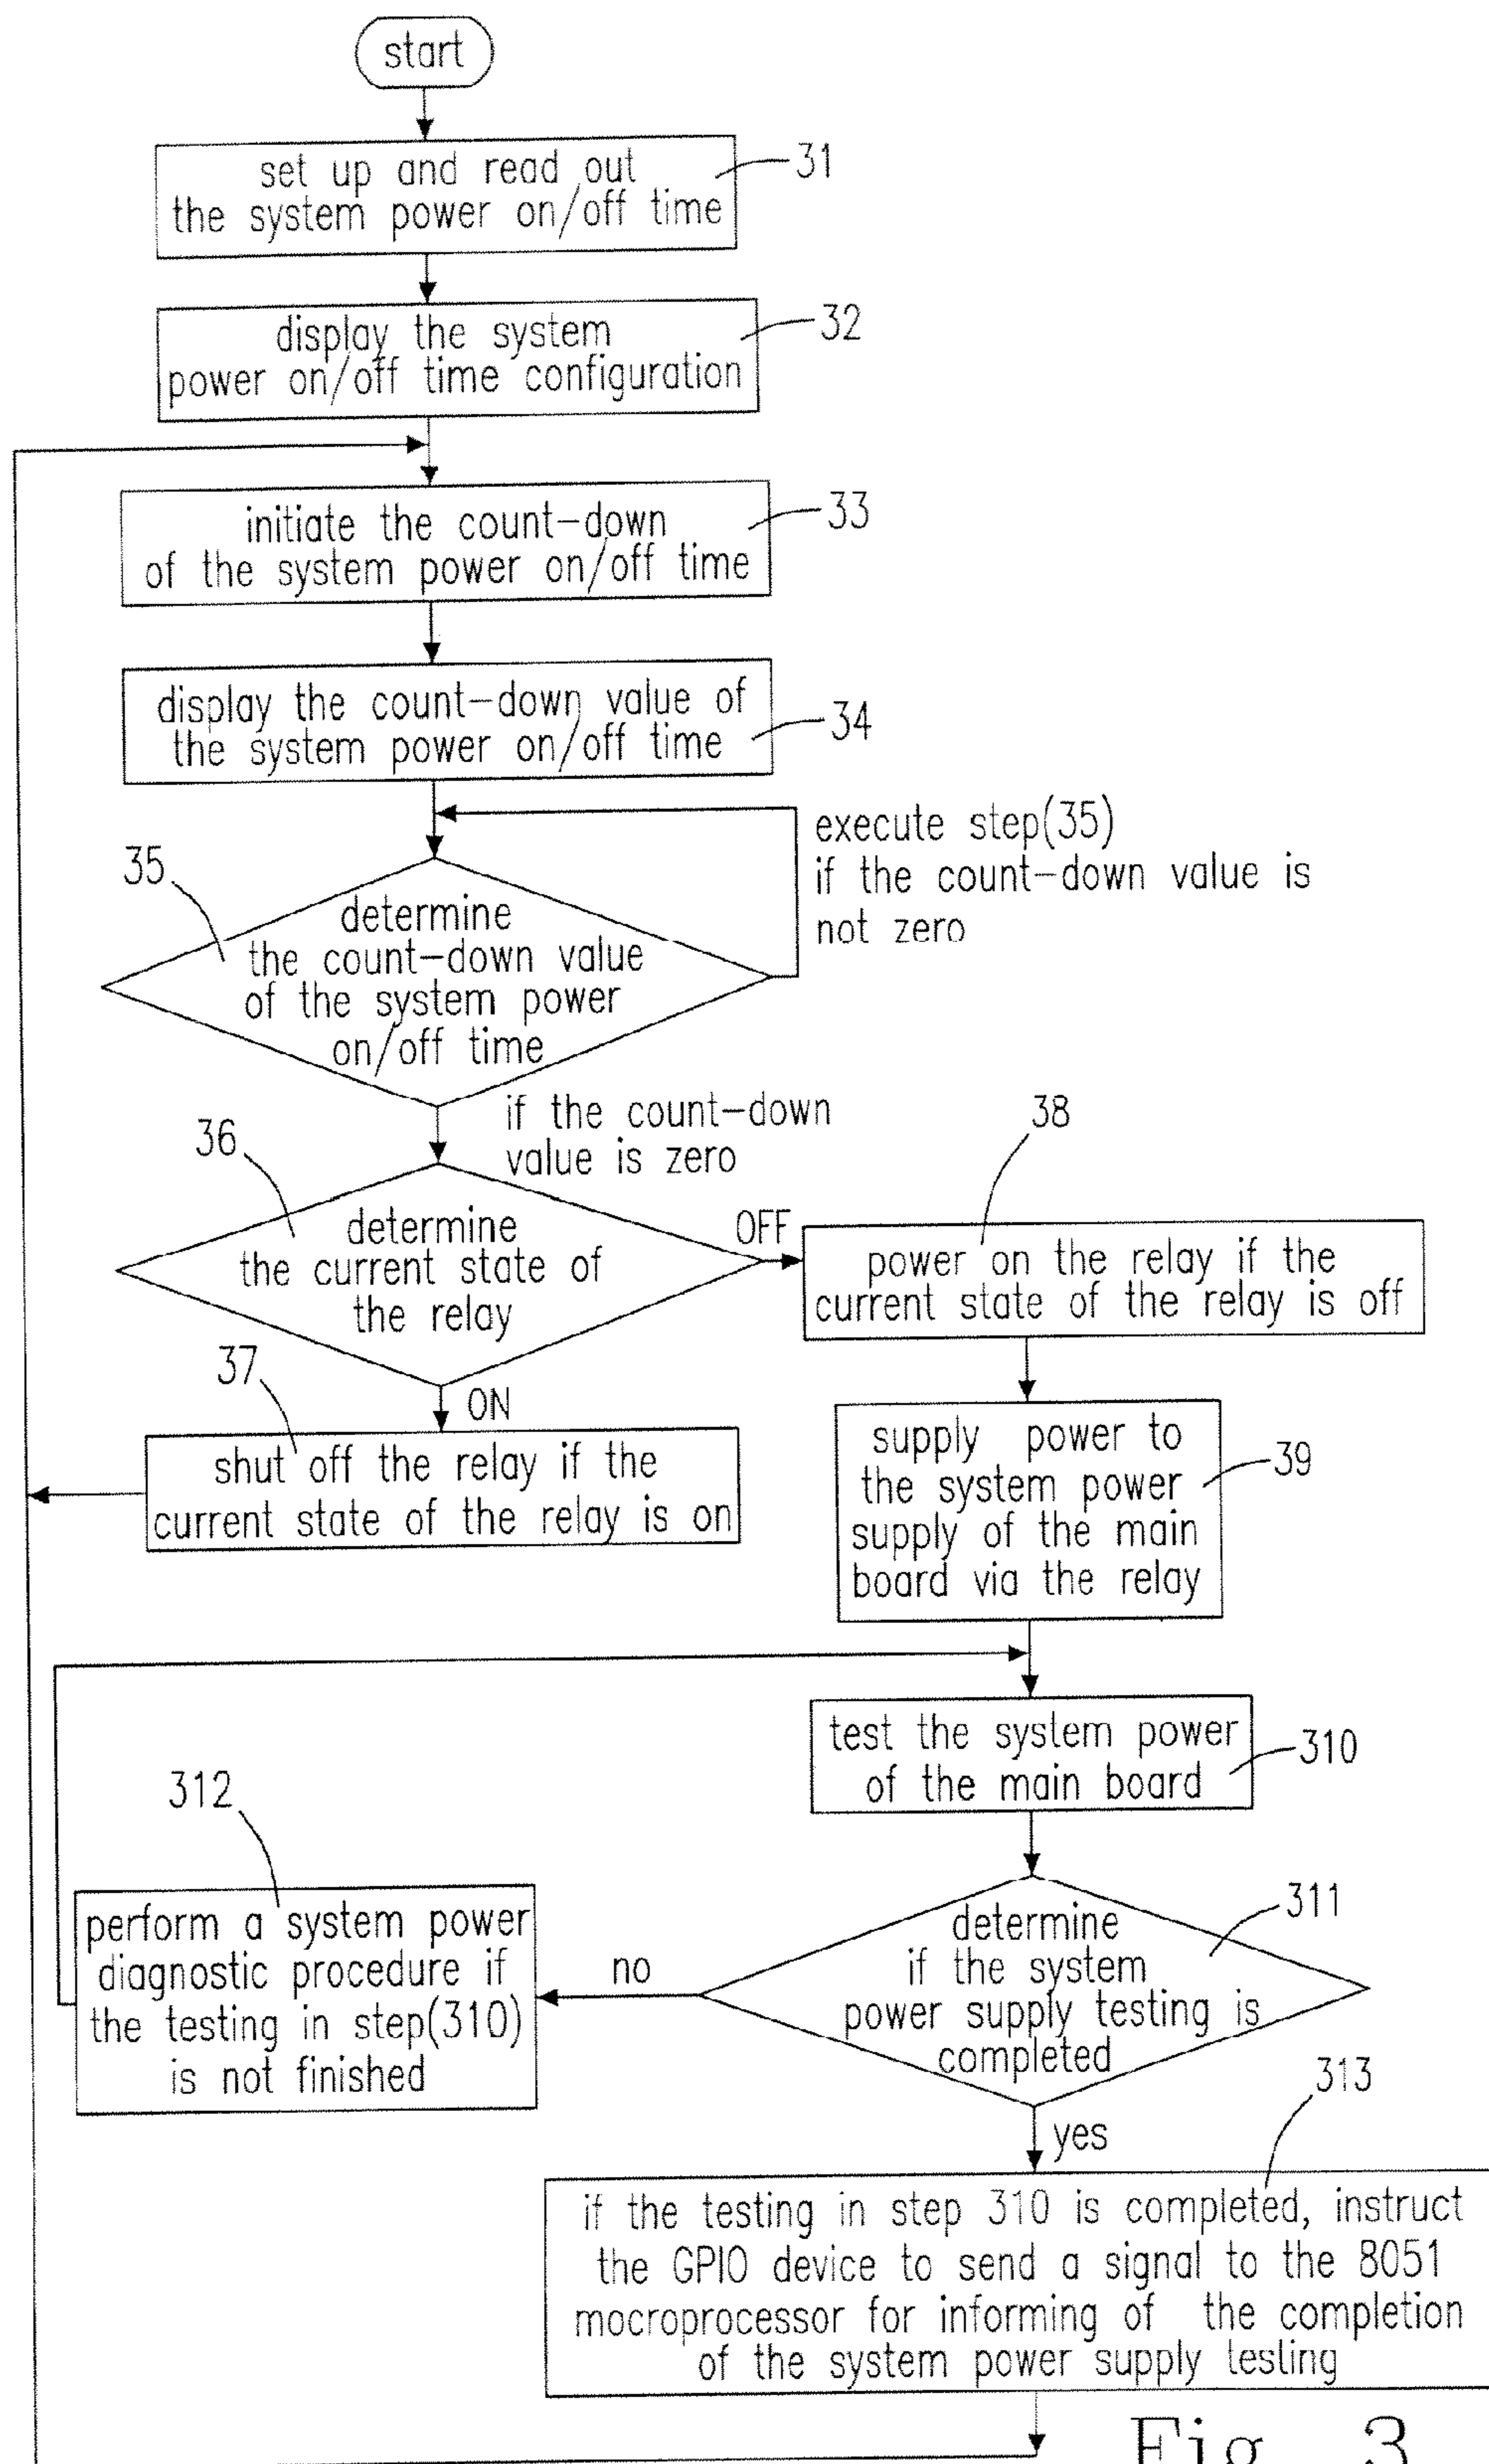 start
set up and read out
the system power on/off time
31
display the system
power on/off time configuration
32
initiate the count-down
of the system power on/off time
33
display the count-down value of
the system power on/off time
34
execute step(35)
if the count-down value is
not zero
35
determine
the count-down value
of the system power
on/off time
if the count-down
value is zero
36
determine
the current state of
the relay
OFF
38
power on the relay if the
current state of the relay is off
37
ON
shut off the relay if the
current state of the relay is on
supply power to
the system power
supply of the main
board via the relay
39
test the system power
of the main board
310
312
perform a system power
diagnostic procedure if
the testing in step(310)
is not finished
no
determine
if the system
power supply testing is
completed
311
yes
313
if the testing in step 310 is completed, instruct
the GPIO device to send a signal to the 8051
mocroprocessor for informing of the completion
of the system power supply testing
Fig. 3